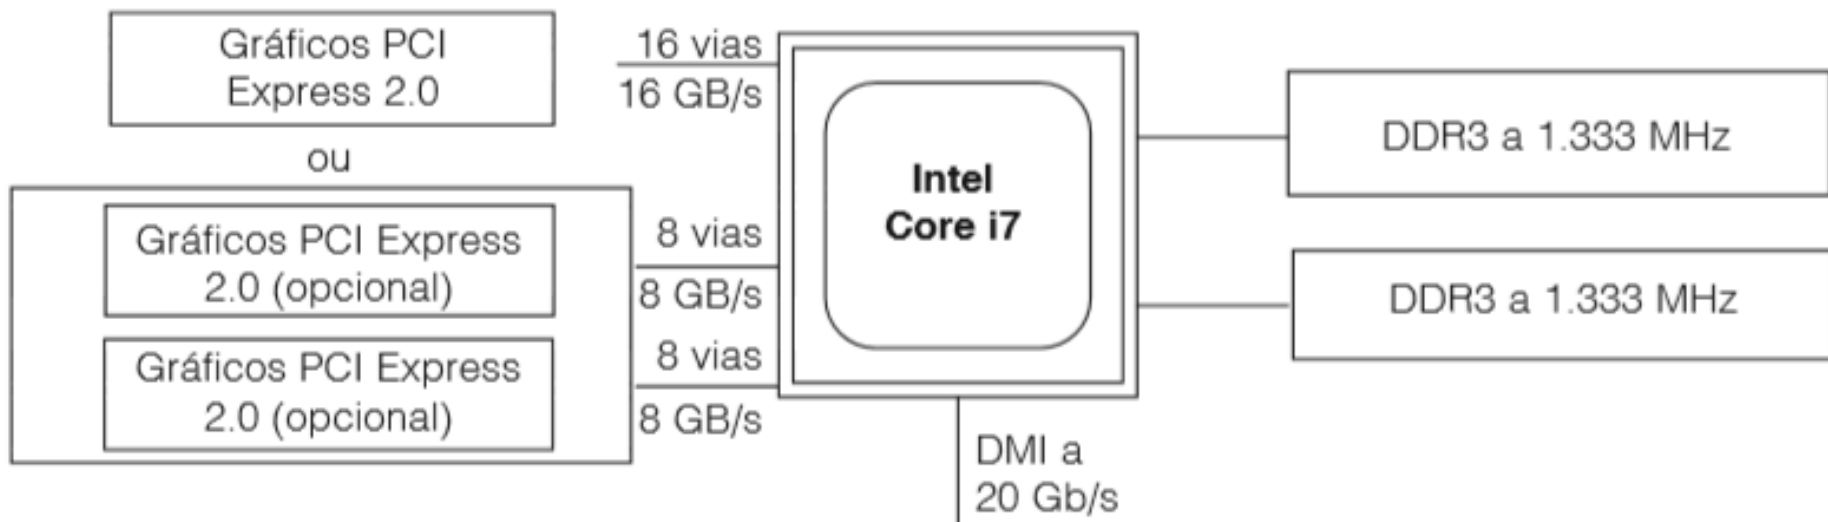 Gráficos PCI
Express 2.0
16 vias
16 GB/s
ou
Gráficos PCI Express
2.0 (opcional)
8 vias
8 GB/s
Gráficos PCI Express
2.0 (opcional)
8 vias
8 GB/s
Intel
Core i7
DDR3 a 1.333 MHz
DDR3 a 1.333 MHz
DMI a
20 Gb/s